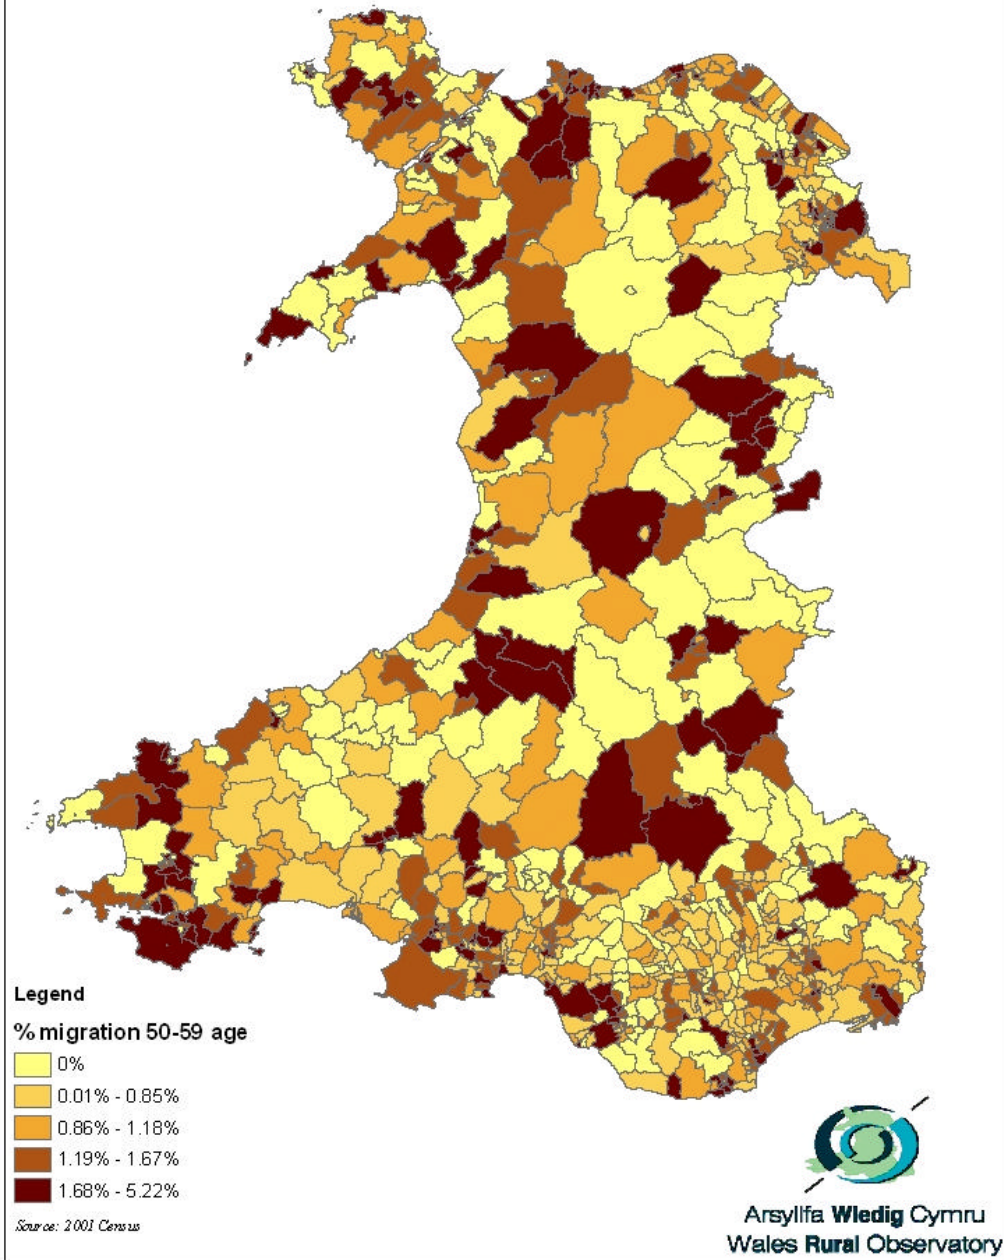 Legend
% migration 50-59 age
0%
0.01% - 0.85%
0.86% - 1.18%
1.19% - 1.67%
1.68% - 5.22%
Source: 2001 Census
Arsyllfa Wledig Cymru
Wales Rural Observatory